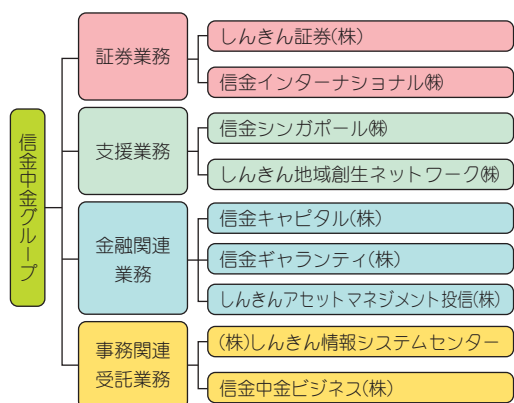 信金中金グループ
証券業務
しんきん証券(株)
信金インターナショナル㈱
支援業務
信金シンガポール㈱
しんきん地域創生ネットワーク㈱
金融関連
業務
信金キャピタル(株)
信金ギャランティ(株)
しんきんアセットマネジメント投信(株)
事務関連
受託業務
(株)しんきん情報システムセンター
信金中金ビジネス(株)